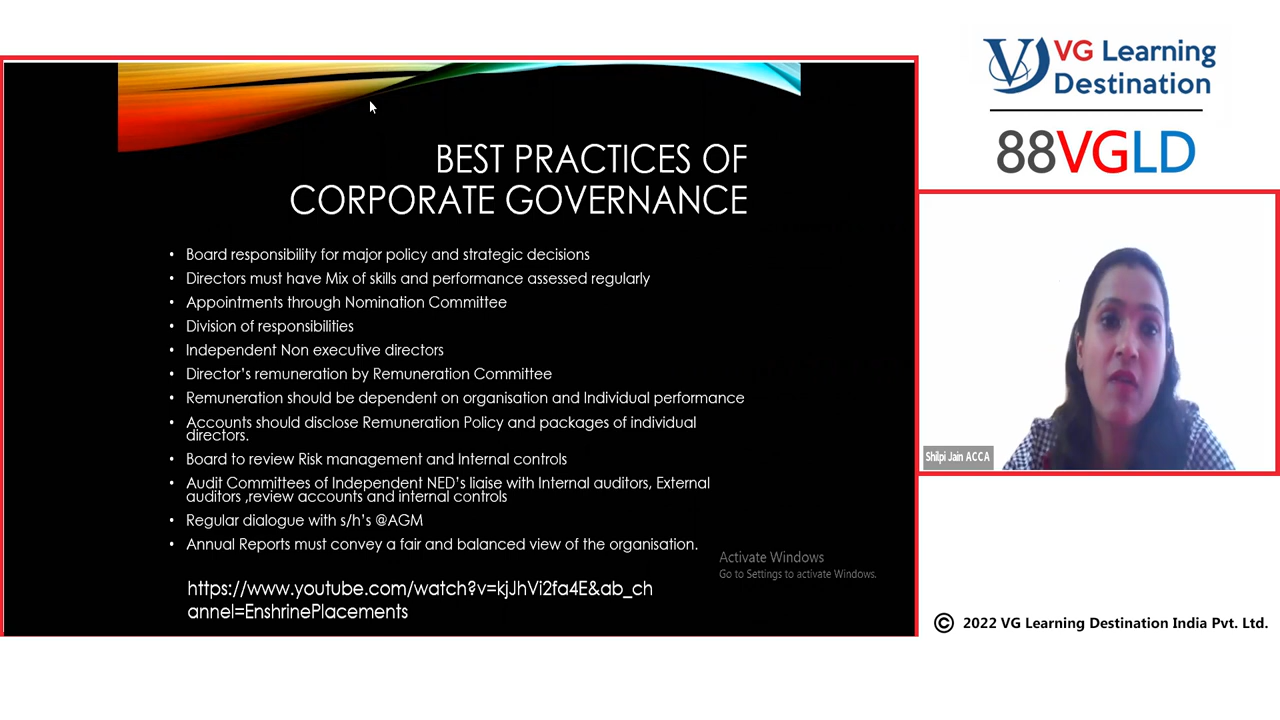 BEST PRACTICES OF
CORPORATE GOVERNANCE
• Board responsibility for major policy and strategic decisions
• Directors must have Mix of skills and performance assessed regularly
• Appointments through Nomination Committee
• Division of responsibilities
• Independent Non executive directors
• Director's remuneration by Remuneration Committee
• Remuneration should be dependent on organisation and Individual performance
• Accounts should disclose Remuneration Policy and packages of individual
directors.
• Board to review Risk management and Internal controls
• Audit Committees of Independent NED's liaise with Internal auditors, External
auditors ,review accounts and internal controls
• Regular dialogue with s/h's @AGM
• Annual Reports must convey a fair and balanced view of the organisation.
https://www.youtube.com/watch?v=kjJhVi2fa4E&ab_ch
annel=EnshrinePlacements
Activate Windows
Go to Settings to activate Windows.
VG Learning
Destination
88VGLD
Shilpi Jain ACCA
© 2022 VG Learning Destination India Pvt. Ltd.